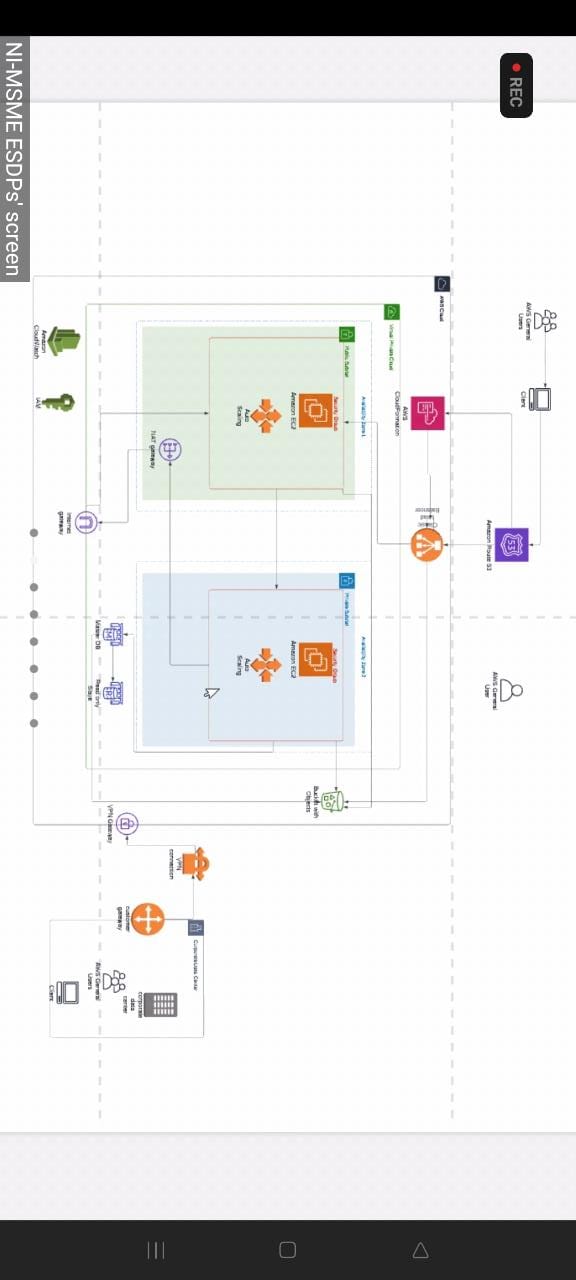 REC
AWS General
Users
Client
53
Amazon Route 53
AWS General
User
AWS Cloud
AWS
CloudFormation
Virtual Private Cloud
Availability Zone 1
Availability Zone 2
Public Subnet
Private Subnet
Security Group
Security Group
Amazon EC2
Amazon EC2
Auto
Scaling
Auto
Scaling
Bucket with
Objects
NAT gateway
VPN
connection
Corporate Data Center
customer
gateway
corporate
data
center
AWS General
Users
Client
VPN Gateway
M
R
Master DB
Read only
Slave
Internet
gateway
Amazon
CloudWatch
IAM
NI-MSME ESDPs' screen